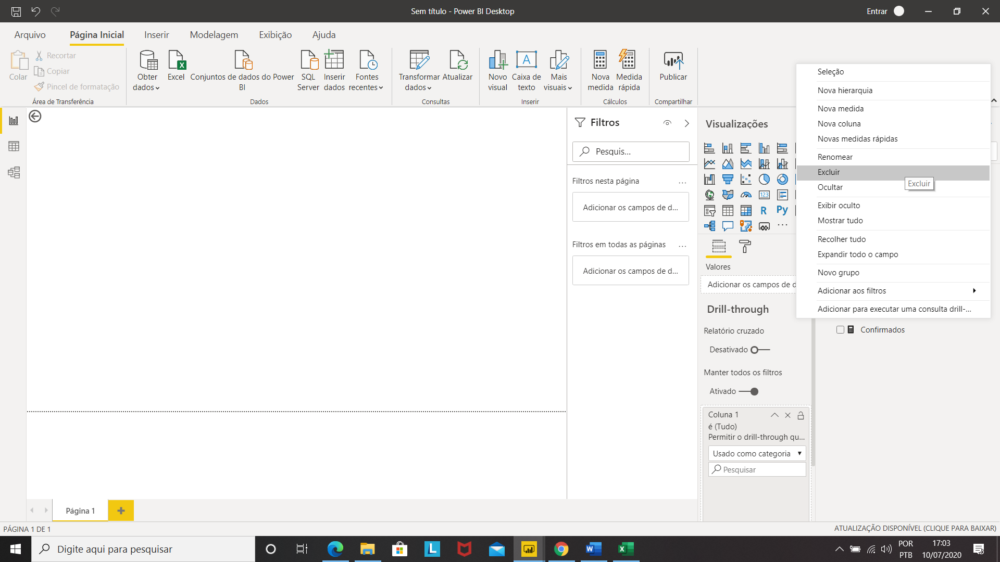 Sem título - Power BI Desktop
Entrar
Arquivo
Página Inicial
Inserir
Modelagem
Exibição
Ajuda
Colar
Recortar
Copiar
Pincel de formatação
Área de Transferência
Obter
dados
Excel
Conjuntos de dados do Power
BI
SQL
Server
Inserir
dados
Fontes
recentes
Dados
Transformar
dados
Atualizar
Consultas
Novo
visual
Caixa de
texto
Mais
visuais
Inserir
Nova
medida
Medida
rápida
Cálculos
Publicar
Compartilhar
Filtros
Pesquis...
Filtros nesta página
Adicionar os campos de d...
Filtros em todas as páginas
Adicionar os campos de d...
Visualizações
123
R
Py
Valores
Adicionar os campos de d
Drill-through
Relatório cruzado
Desativado
Manter todos os filtros
Ativado
Coluna 1
é (Tudo)
Permitir o drill-through qu...
Usado como categoria
Pesquisar
Seleção
Nova hierarquia
Nova medida
Nova coluna
Novas medidas rápidas
Renomear
Excluir
Excluir
Ocultar
Exibir oculto
Mostrar tudo
Recolher tudo
Expandir todo o campo
Novo grupo
Adicionar aos filtros
Adicionar para executar uma consulta drill-...
Confirmados
Página 1
PÁGINA 1 DE 1
ATUALIZAÇÃO DISPONÍVEL (CLIQUE PARA BAIXAR)
Digite aqui para pesquisar
POR
PTB
17:03
10/07/2020